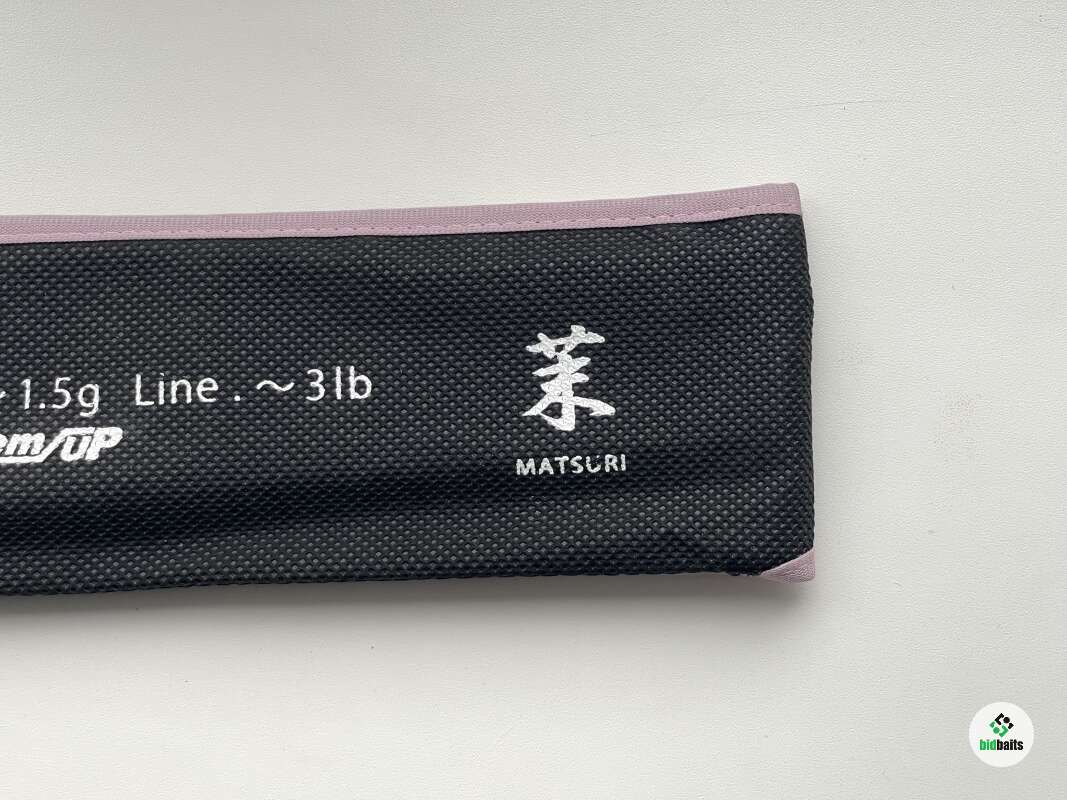 ～1.5g Line . ～3lb
茉
MATSURI
bidbaits